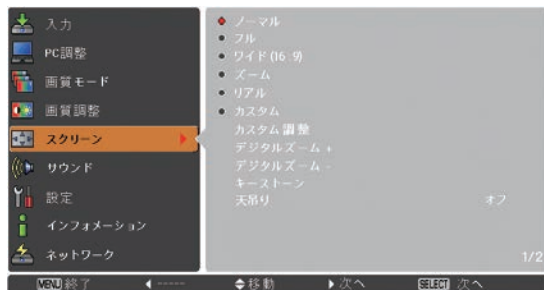 入力
PC調整
画質モード
画質調整
スクリーン
サウンド
設定
インフォメーション
ネットワーク
ノーマル
フル
ワイド (16:9)
ズーム
リアル
カスタム
カスタム調整
デジタルズーム +
デジタルズーム -
キーストーン
天吊り オフ
1/2
MENU 終了 ----- 移動 次へ SELECT 次へ